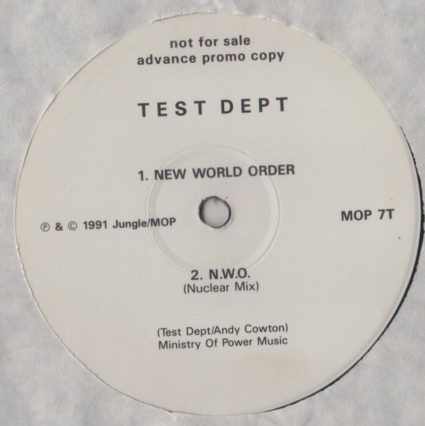 not for sale
advance promo copy
TEST DEPT
1. NEW WORLD ORDER
℗ & © 1991 Jungle/MOP
MOP 7T
2. N.W.O.
(Nuclear Mix)
(Test Dept/Andy Cowton)
Ministry Of Power Music